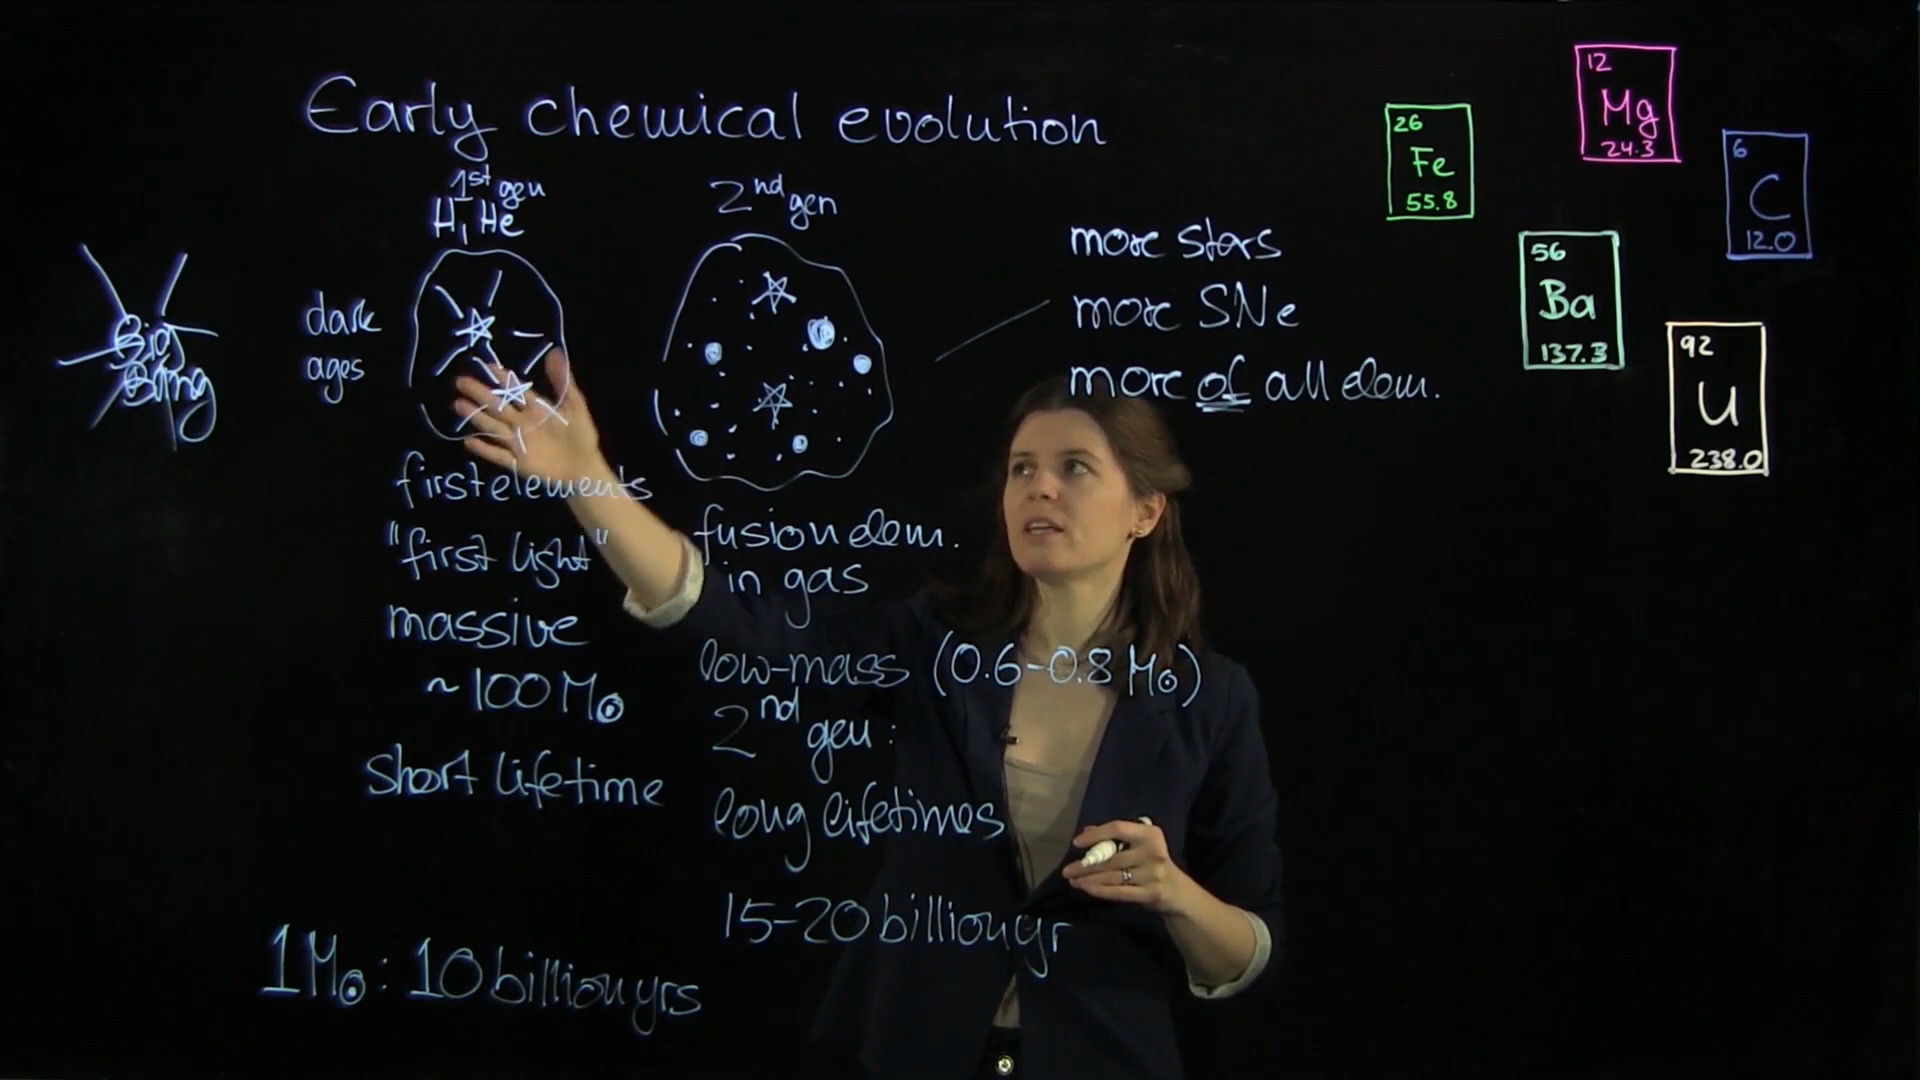 Early chemical evolution
Big
Bang
dark
ages
1st gen
H, He
first elements
"first light"
massive
~100M☉
short lifetime
1M☉: 10 billion yrs
2nd gen
fusion elem.
in gas
low-mass (0.6-0.8 M☉)
2nd gen:
long lifetimes
15-20 billion yr
more stars
more SNe
more of all elem.
26
Fe
55.8
12
Mg
24.3
6
C
12.0
56
Ba
137.3
92
U
238.0